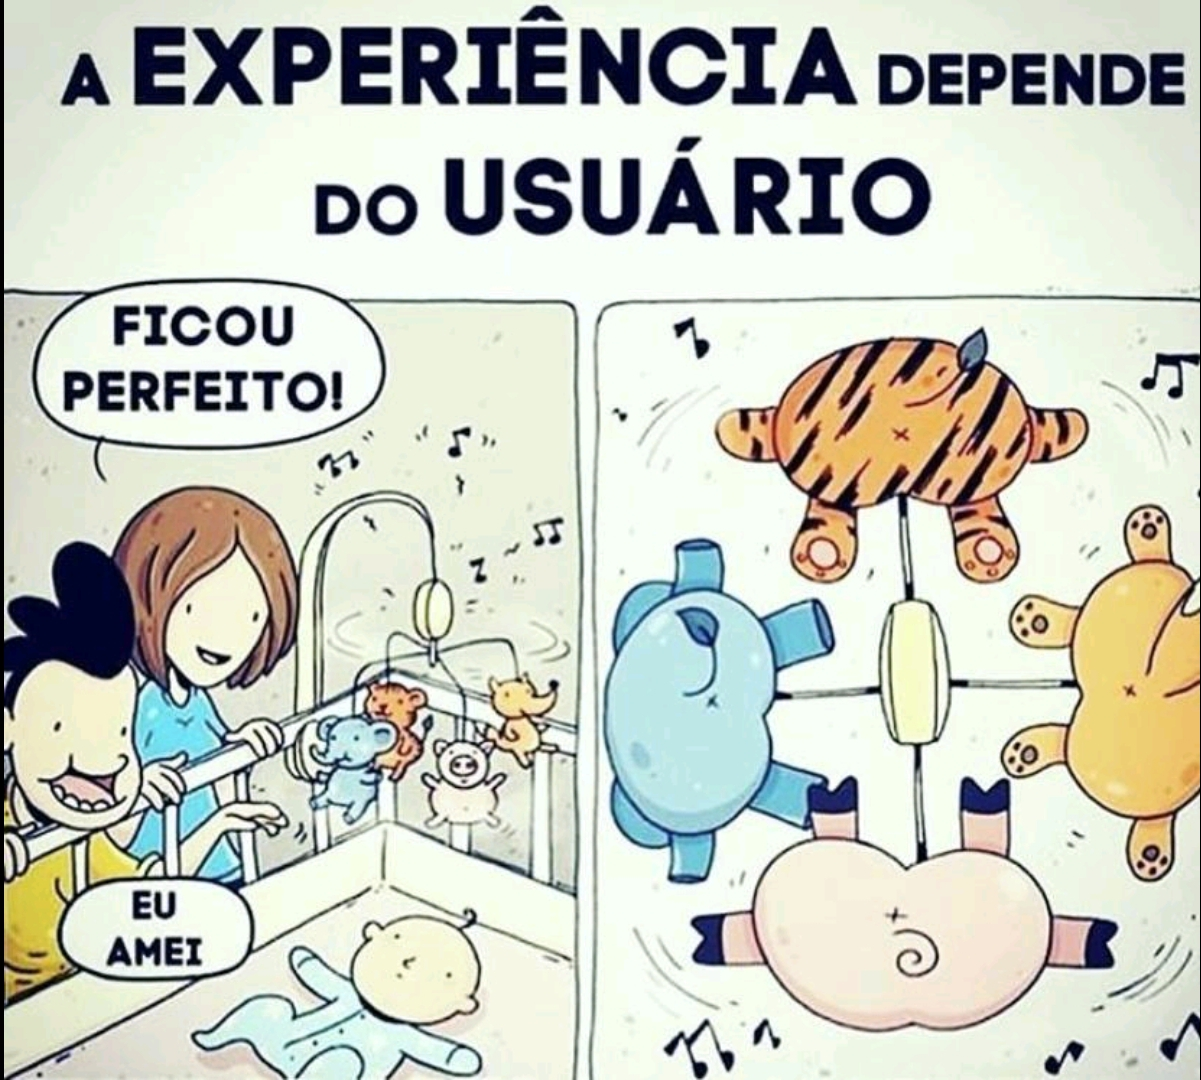 A EXPERIÊNCIA DEPENDE
DO USUÁRIO
FICOU
PERFEITO!
EU
AMEI